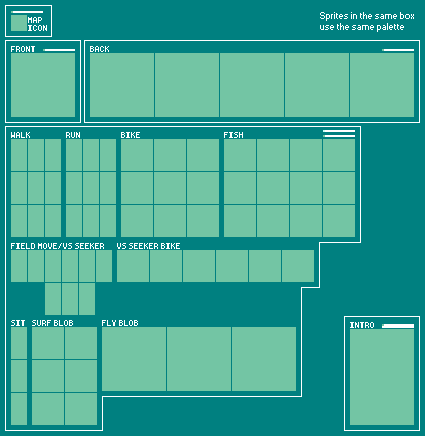 MAP
ICON
Sprites in the same box
use the same palette
FRONT
BACK
WALK
RUN
BIKE
FISH
FIELD MOVE/VS SEEKER
VS SEEKER BIKE
SIT
SURF BLOB
FLY BLOB
INTRO